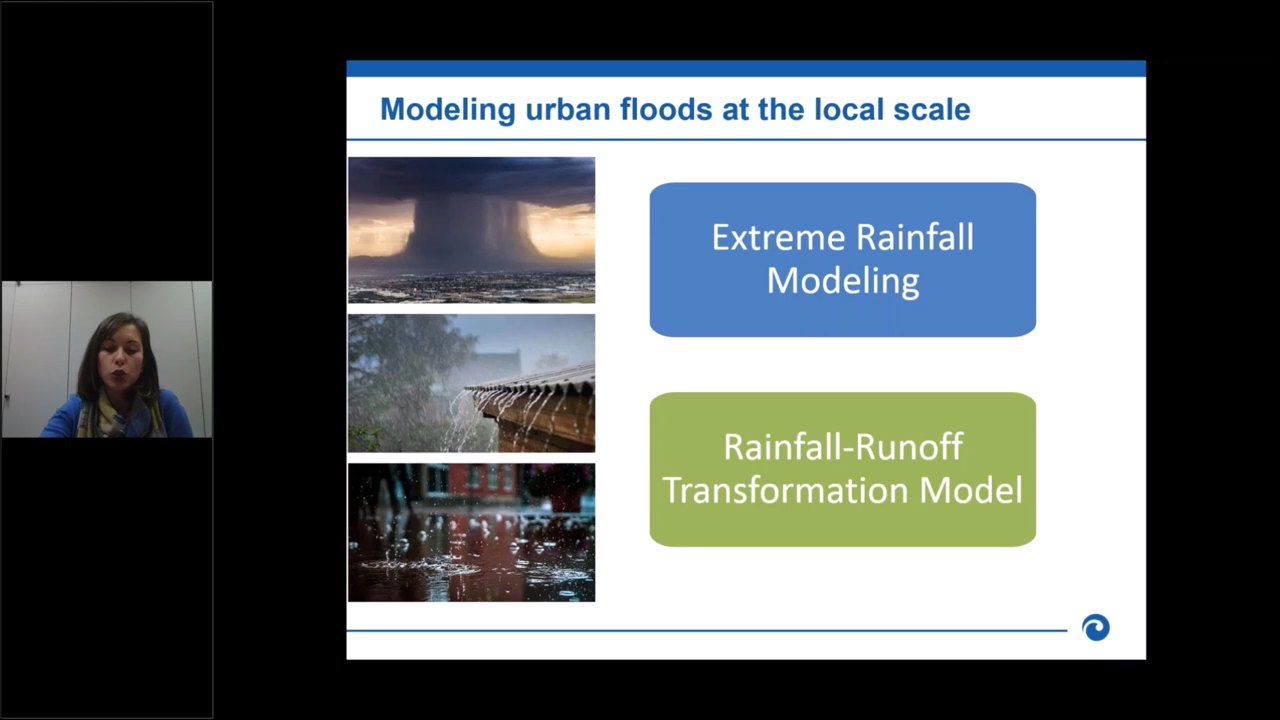 Modeling urban floods at the local scale
Extreme Rainfall
Modeling
Rainfall-Runoff
Transformation Model